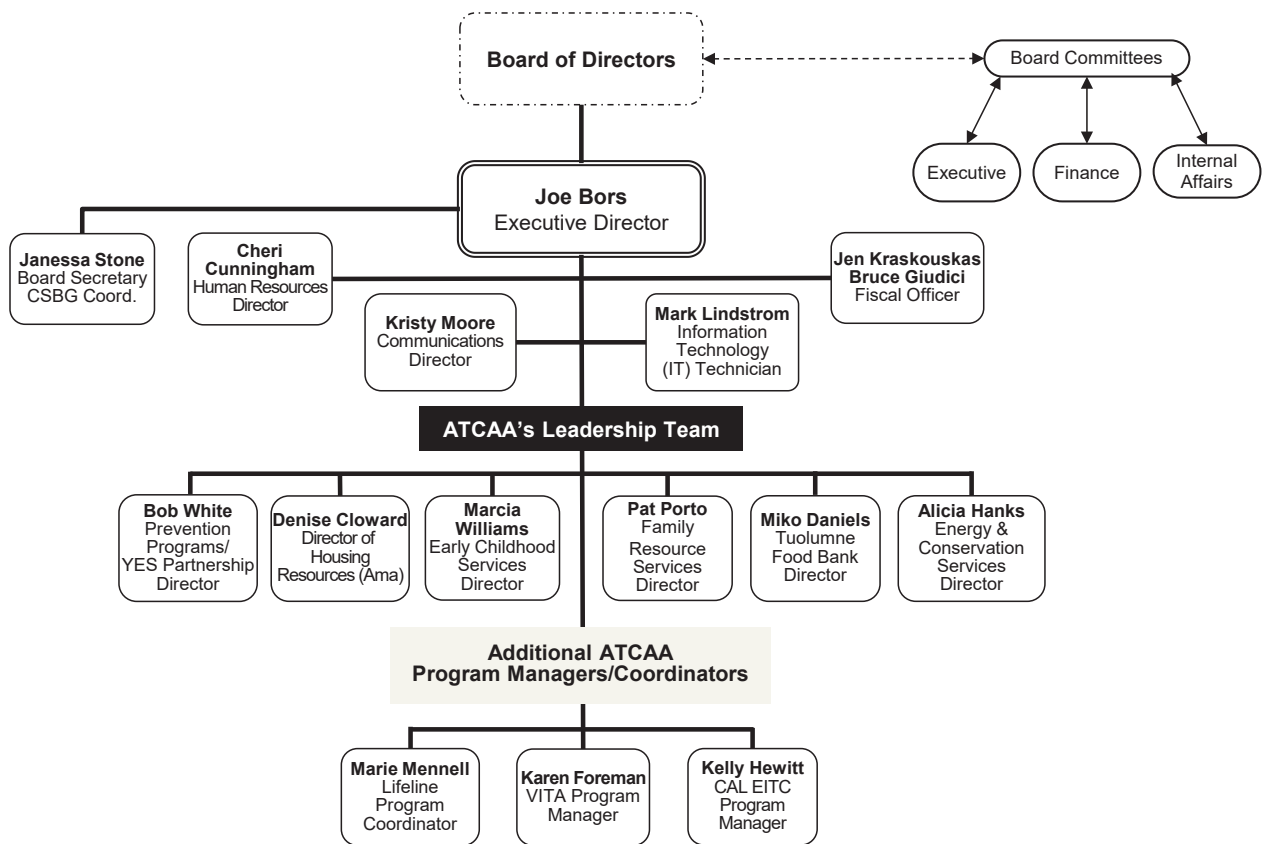 Board of Directors
Board Committees
Executive
Finance
Internal
Affairs
Joe Bors
Executive Director
Janessa Stone
Board Secretary
CSBG Coord.
Cheri
Cunningham
Human Resources
Director
Jen Kraskouskas
Bruce Giudici
Fiscal Officer
Kristy Moore
Communications
Director
Mark Lindstrom
Information
Technology
(IT) Technician
ATCAA’s Leadership Team
Bob White
Prevention
Programs/
YES Partnership
Director
Denise Cloward
Director of
Housing
Resources (Ama)
Marcia
Williams
Early Childhood
Services
Director
Pat Porto
Family
Resource
Services
Director
Miko Daniels
Tuolumne
Food Bank
Director
Alicia Hanks
Energy &
Conservation
Services
Director
Additional ATCAA
Program Managers/Coordinators
Marie Mennell
Lifeline
Program
Coordinator
Karen Foreman
VITA Program
Manager
Kelly Hewitt
CAL EITC
Program
Manager